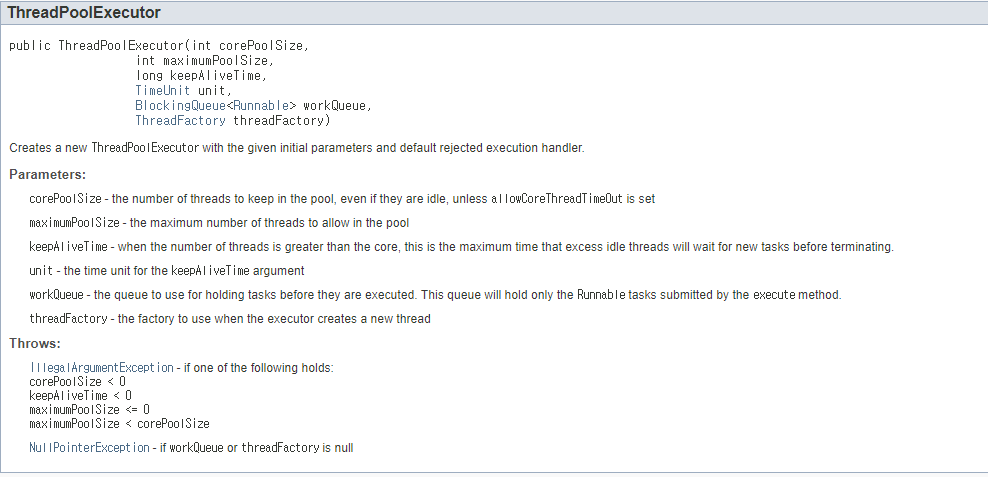 ThreadPoolExecutor
public ThreadPoolExecutor(int corePoolSize,
int maximumPoolSize,
long keepAliveTime,
TimeUnit unit,
BlockingQueue<Runnable> workQueue,
ThreadFactory threadFactory)
Creates a new ThreadPoolExecutor with the given initial parameters and default rejected execution handler.
Parameters:
corePoolSize - the number of threads to keep in the pool, even if they are idle, unless allowCoreThreadTimeOut is set
maximumPoolSize - the maximum number of threads to allow in the pool
keepAliveTime - when the number of threads is greater than the core, this is the maximum time that excess idle threads will wait for new tasks before terminating.
unit - the time unit for the keepAliveTime argument
workQueue - the queue to use for holding tasks before they are executed. This queue will hold only the Runnable tasks submitted by the execute method.
threadFactory - the factory to use when the executor creates a new thread
Throws:
IllegalArgumentException - if one of the following holds:
corePoolSize < 0
keepAliveTime < 0
maximumPoolSize <= 0
maximumPoolSize < corePoolSize
NullPointerException - if workQueue or threadFactory is null